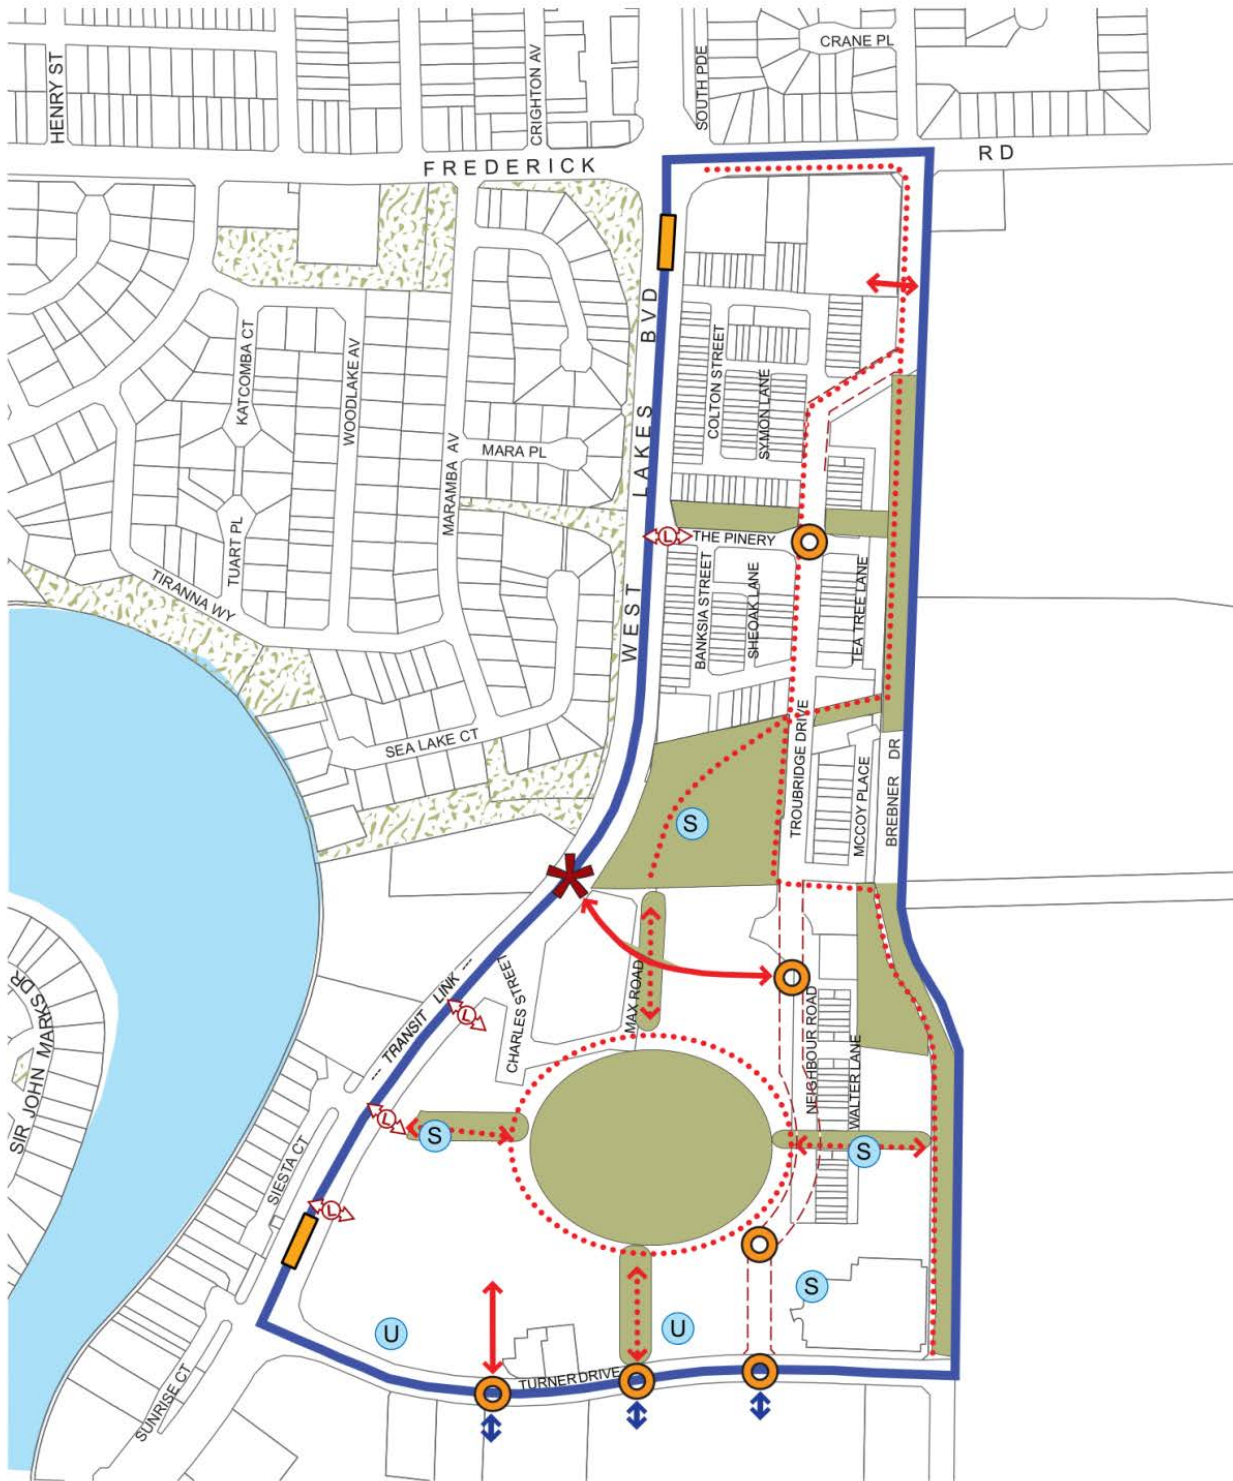 CRANE PL
HENRY ST
CRIGHTON AV
SOUTH PDE
FREDERICK RD
WEST LAKES BVD
KATCOMBA CT
WOODLAKE AV
MARAMBA AV
MARA PL
COLTON STREET
SYMON LANE
L
THE PINERY
TUART PL
TIRANNA WY
BANKSIA STREET
SHEOAK LANE
TEA TREE LANE
SEA LAKE CT
TROUBRIDGE DRIVE
MCCOY PLACE
BREBNER DR
S
SIR JOHN MARKS DR
--- TRANSIT LINK ---
L
CHARLES STREET
MAX ROAD
NEIGHBOUR ROAD
WALTER LANE
L
S
S
SIESTA CT
L
S
U
U
TURNER DRIVE
SUNRISE CT